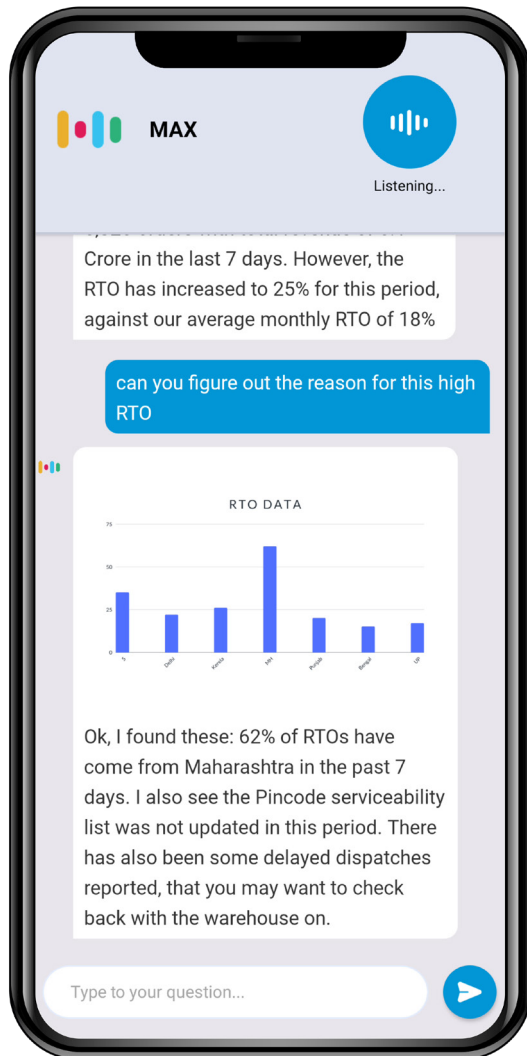 MAX
Listening...
Crore in the last 7 days. However, the
RTO has increased to 25% for this period,
against our average monthly RTO of 18%
can you figure out the reason for this high
RTO
RTO DATA
75
50
25
0
5 Delhi Kerela MH Punjab Bengal UP
Ok, I found these: 62% of RTOs have
come from Maharashtra in the past 7
days. I also see the Pincode serviceability
list was not updated in this period. There
has also been some delayed dispatches
reported, that you may want to check
back with the warehouse on.
Type to your question...